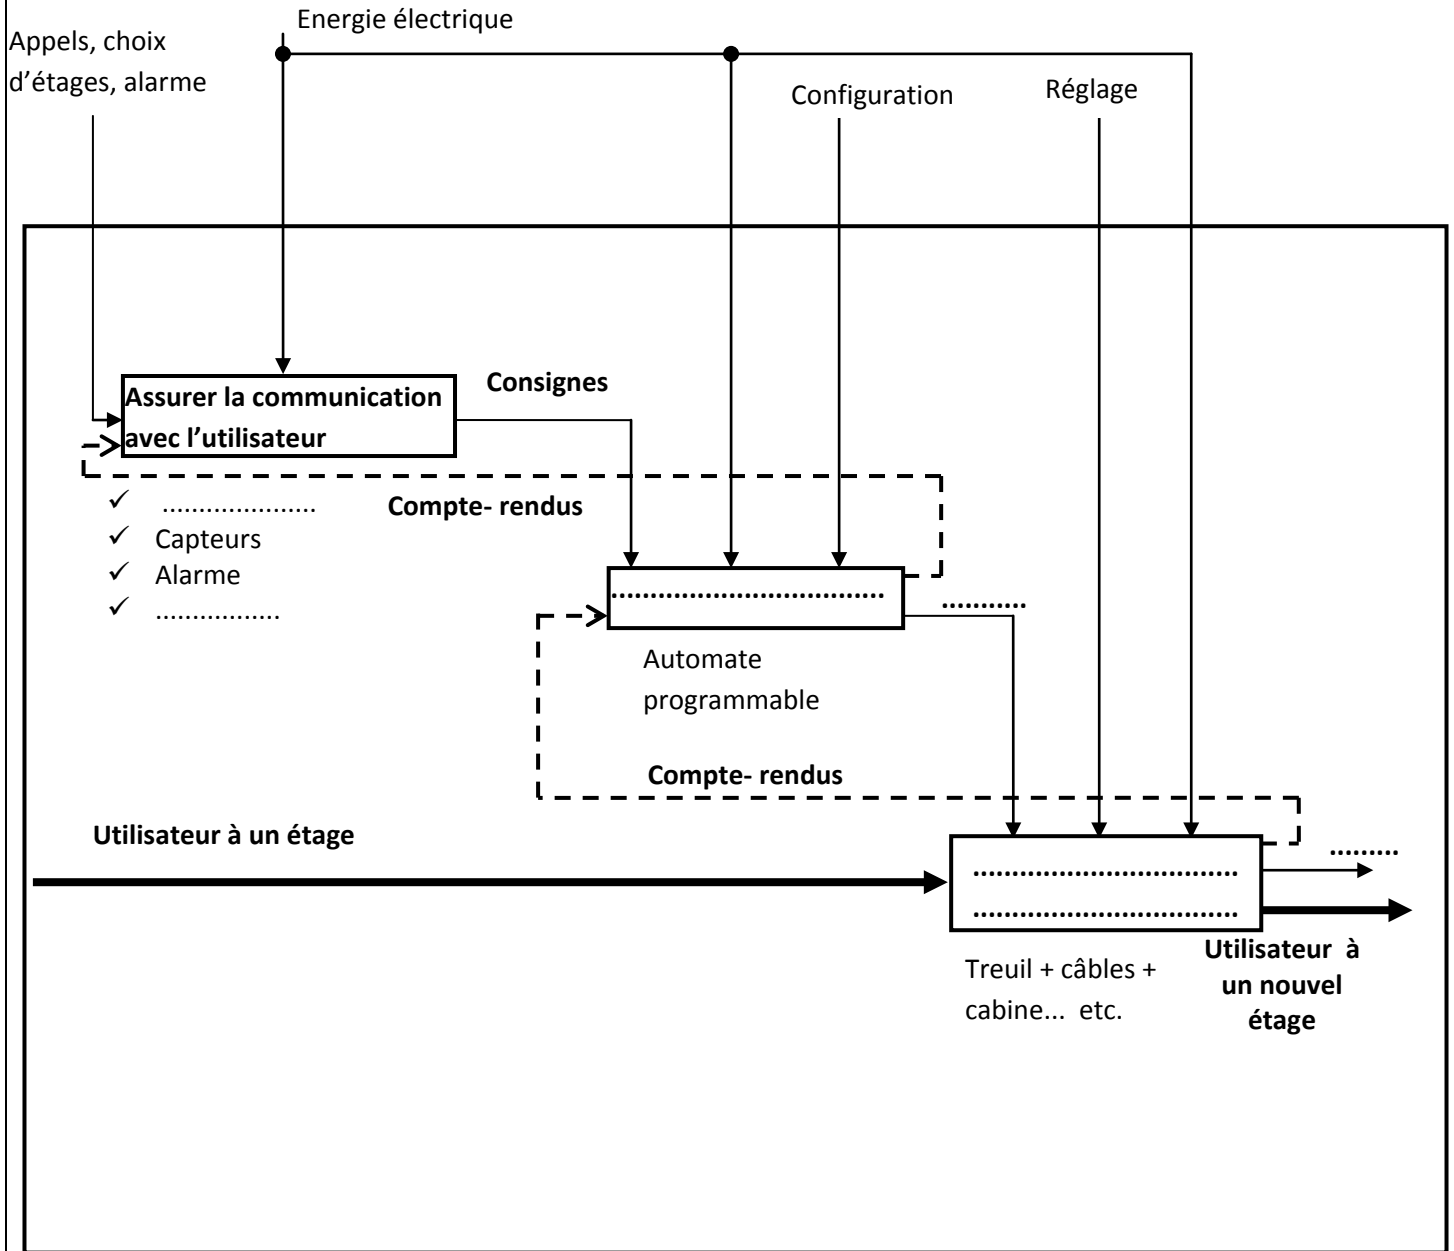 Energie électrique
Appels, choix
d’étages, alarme
Configuration
Réglage
Assurer la communication
avec l’utilisateur
Consignes
Compte- rendus
✓ .....................
✓ Capteurs
✓ Alarme
✓ .................
...................................
...........
Automate
programmable
Compte- rendus
Utilisateur à un étage
.........
..................................
..................................
Treuil + câbles +
cabine... etc.
Utilisateur à
un nouvel
étage